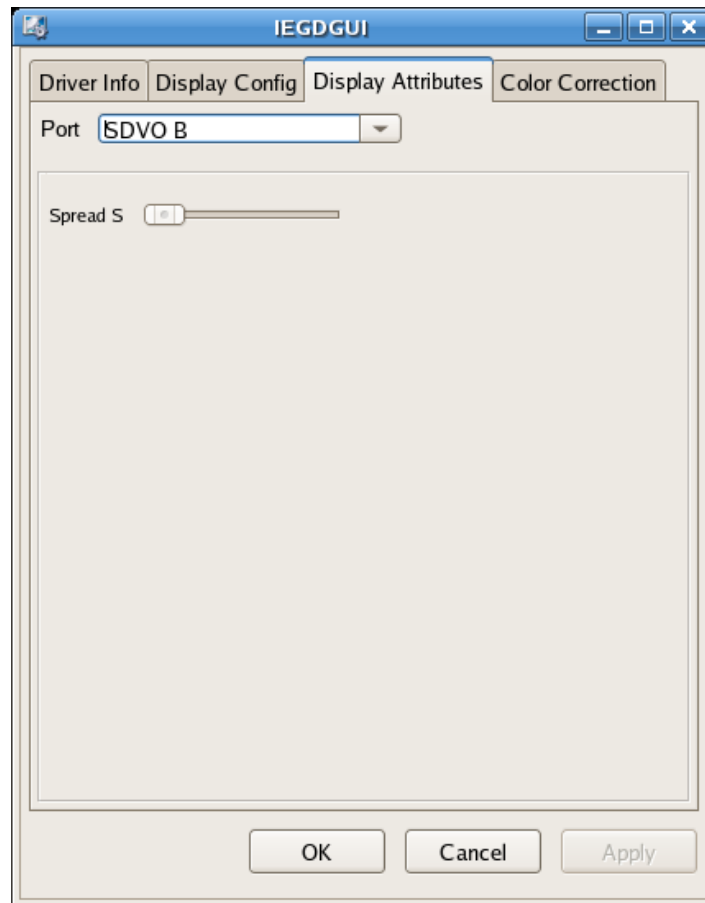 IEGDGUI
Driver Info Display Config Display Attributes Color Correction
Port SDVO B
Spread S
OK Cancel Apply